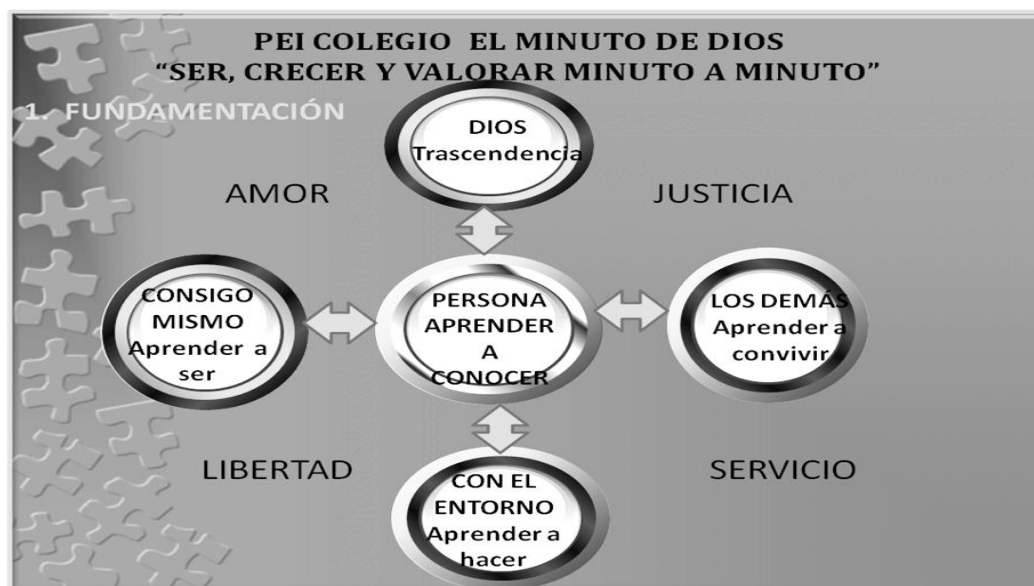 PEI COLEGIO EL MINUTO DE DIOS
“SER, CRECER Y VALORAR MINUTO A MINUTO”
1. FUNDAMENTACIÓN
DIOS
Trascendencia
AMOR
JUSTICIA
CONSIGO
MISMO
Aprender a
ser
PERSONA
APRENDER
A
CONOCER
LOS DEMÁS
Aprender a
convivir
LIBERTAD
SERVICIO
CON EL
ENTORNO
Aprender a
hacer